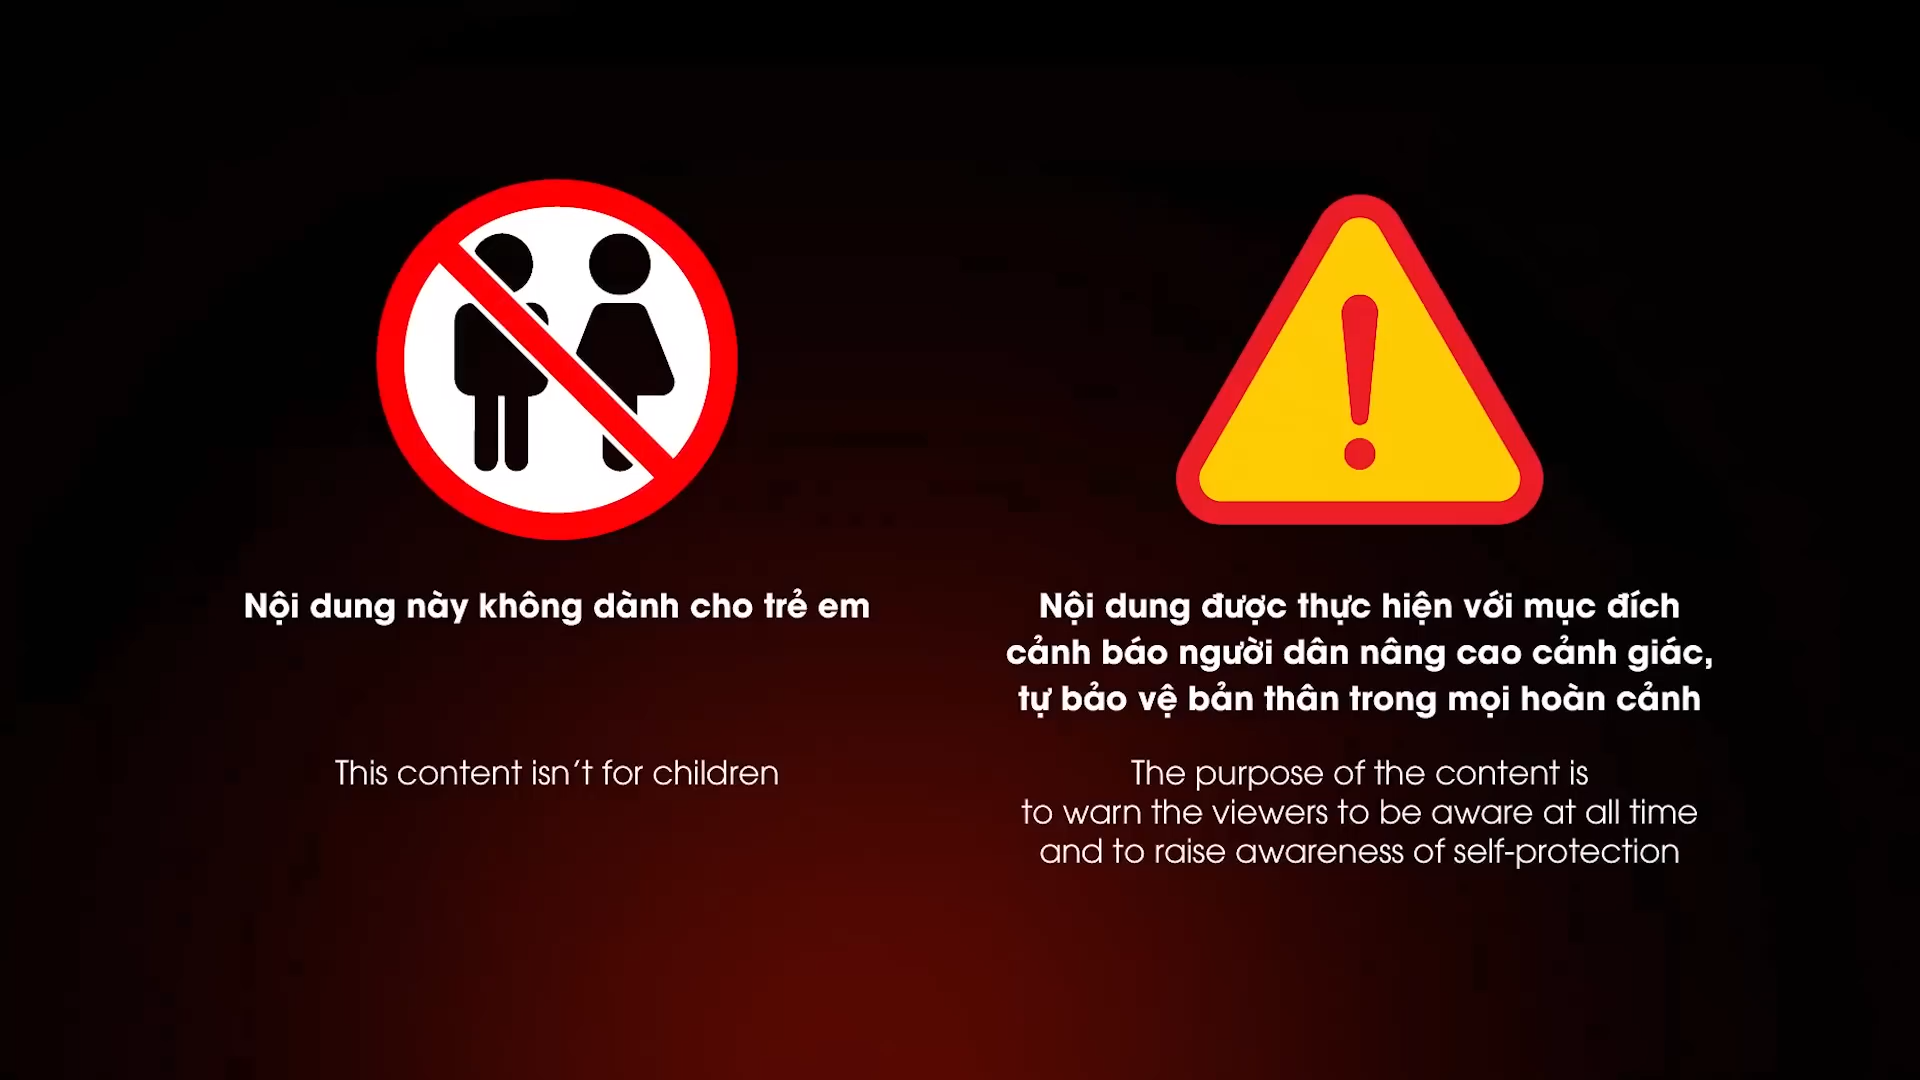 Nội dung này không dành cho trẻ em
This content isn't for children
Nội dung được thực hiện với mục đích
cảnh báo người dân nâng cao cảnh giác,
tự bảo vệ bản thân trong mọi hoàn cảnh
The purpose of the content is
to warn the viewers to be aware at all time
and to raise awareness of self-protection